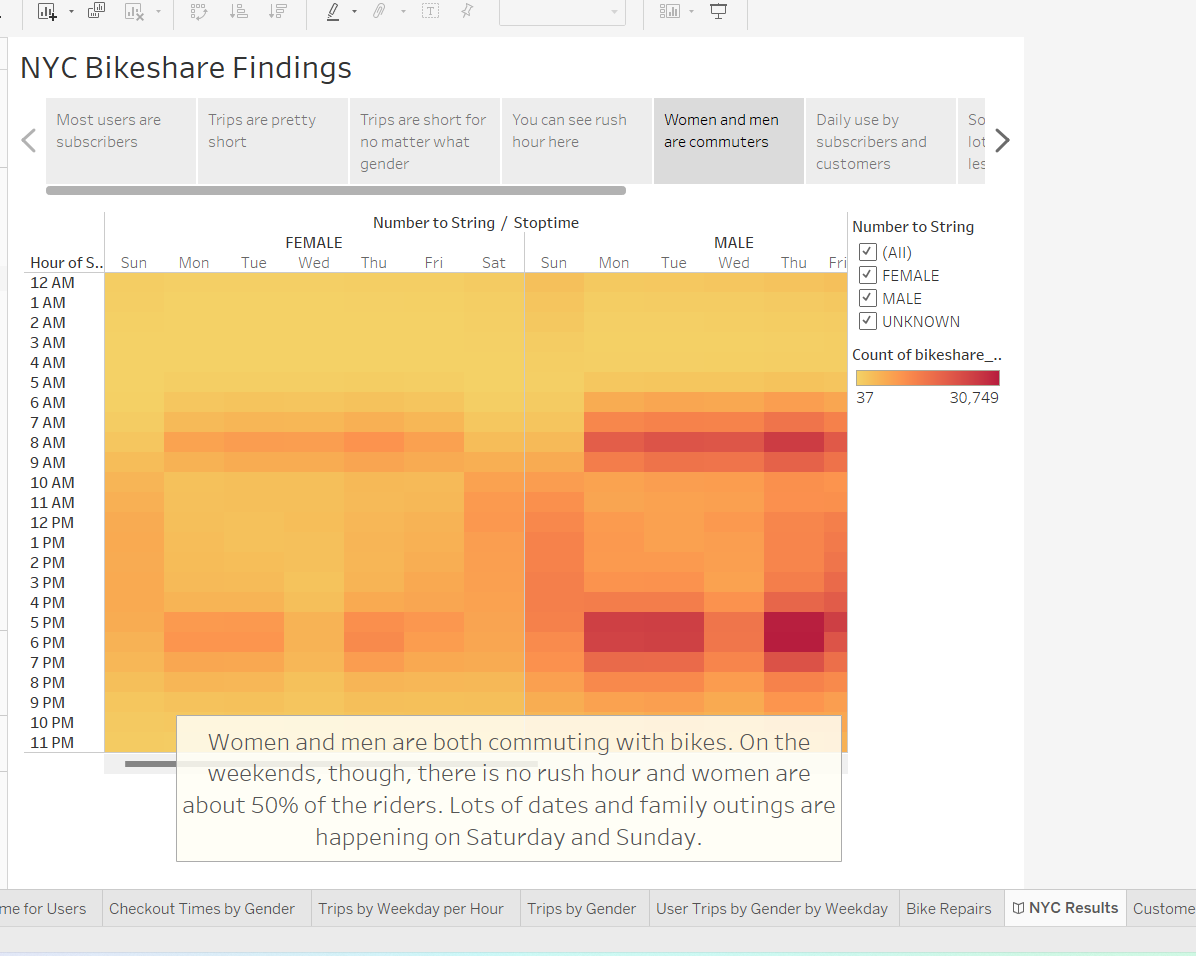 NYC Bikeshare Findings
Most users are
subscribers
Trips are pretty
short
Trips are short for
no matter what
gender
You can see rush
hour here
Women and men
are commuters
Daily use by
subscribers and
customers
So
lot
les
Number to String / Stoptime
FEMALE MALE
Hour of S.. Sun Mon Tue Wed Thu Fri Sat Sun Mon Tue Wed Thu Fri
12 AM
1 AM
2 AM
3 AM
4 AM
5 AM
6 AM
7 AM
8 AM
9 AM
10 AM
11 AM
12 PM
1 PM
2 PM
3 PM
4 PM
5 PM
6 PM
7 PM
8 PM
9 PM
10 PM
11 PM
Number to String
(All)
FEMALE
MALE
UNKNOWN
Count of bikeshare_..
37 30,749
Women and men are both commuting with bikes. On the
weekends, though, there is no rush hour and women are
about 50% of the riders. Lots of dates and family outings are
happening on Saturday and Sunday.
me for Users Checkout Times by Gender Trips by Weekday per Hour Trips by Gender User Trips by Gender by Weekday Bike Repairs NYC Results Custome